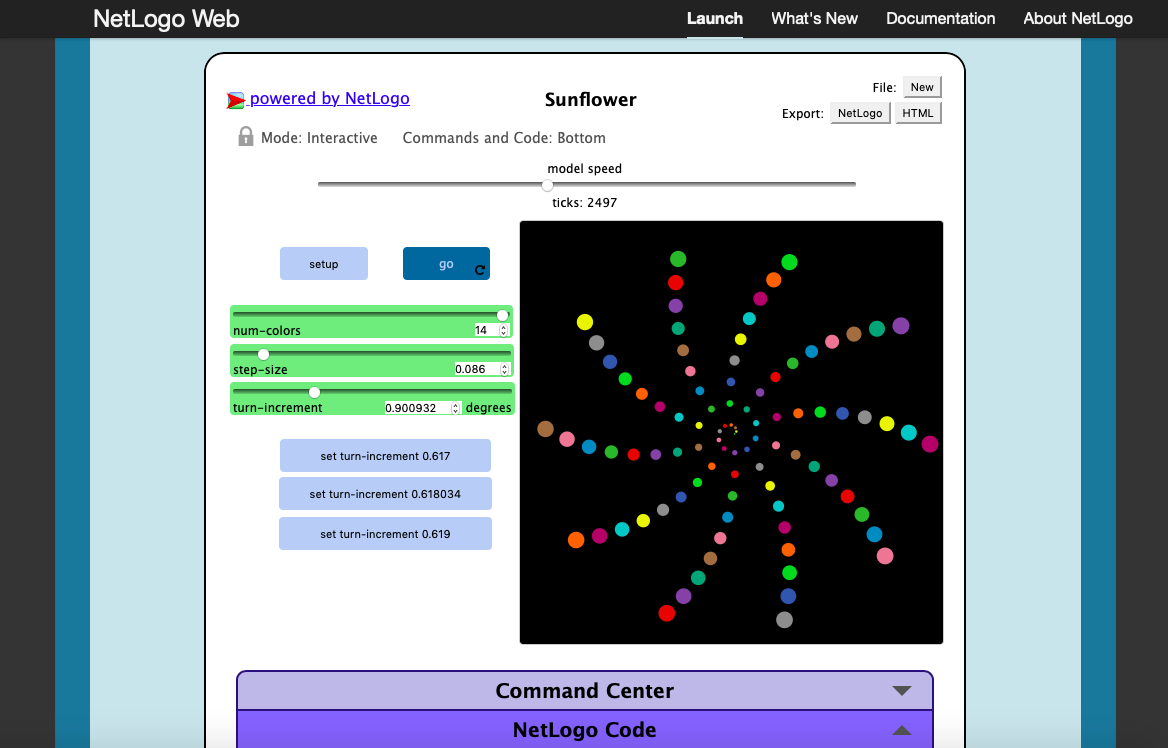 NetLogo Web
Launch What's New Documentation About NetLogo
powered by NetLogo
Sunflower
File: New
Export: NetLogo HTML
Mode: Interactive Commands and Code: Bottom
model speed
ticks: 2497
setup go
num-colors 14
step-size 0.086
turn-increment 0.900932 degrees
set turn-increment 0.617
set turn-increment 0.618034
set turn-increment 0.619
Command Center
NetLogo Code